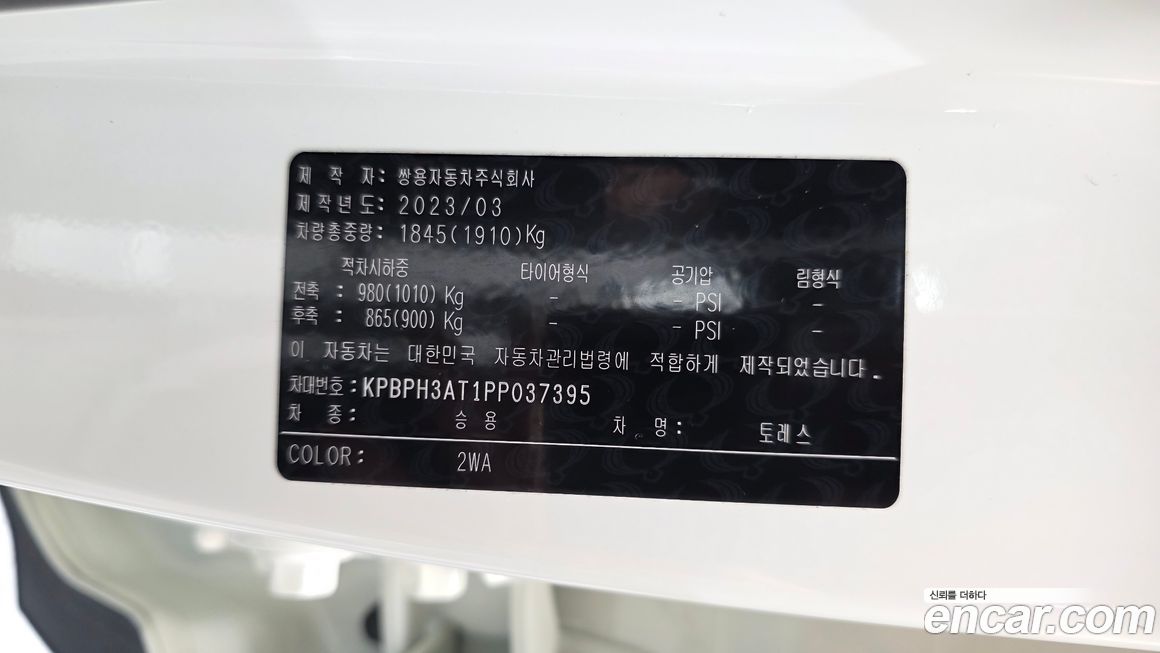 제 작 자: 쌍용자동차주식회사
제작년도: 2023/03
차량총중량: 1845(1910)Kg
적차시하중 타이어형식 공기압 림형식
전축 : 980(1010) Kg - - PSI -
후축 : 865(900) Kg - - PSI -
이 자동차는 대한민국 자동차관리법령에 적합하게 제작되었습니다.
차대번호:KPBPH3AT1PP037395
차 종: 승용 차 명: 토레스
COLOR: 2WA
신뢰를 더하다
encar.com